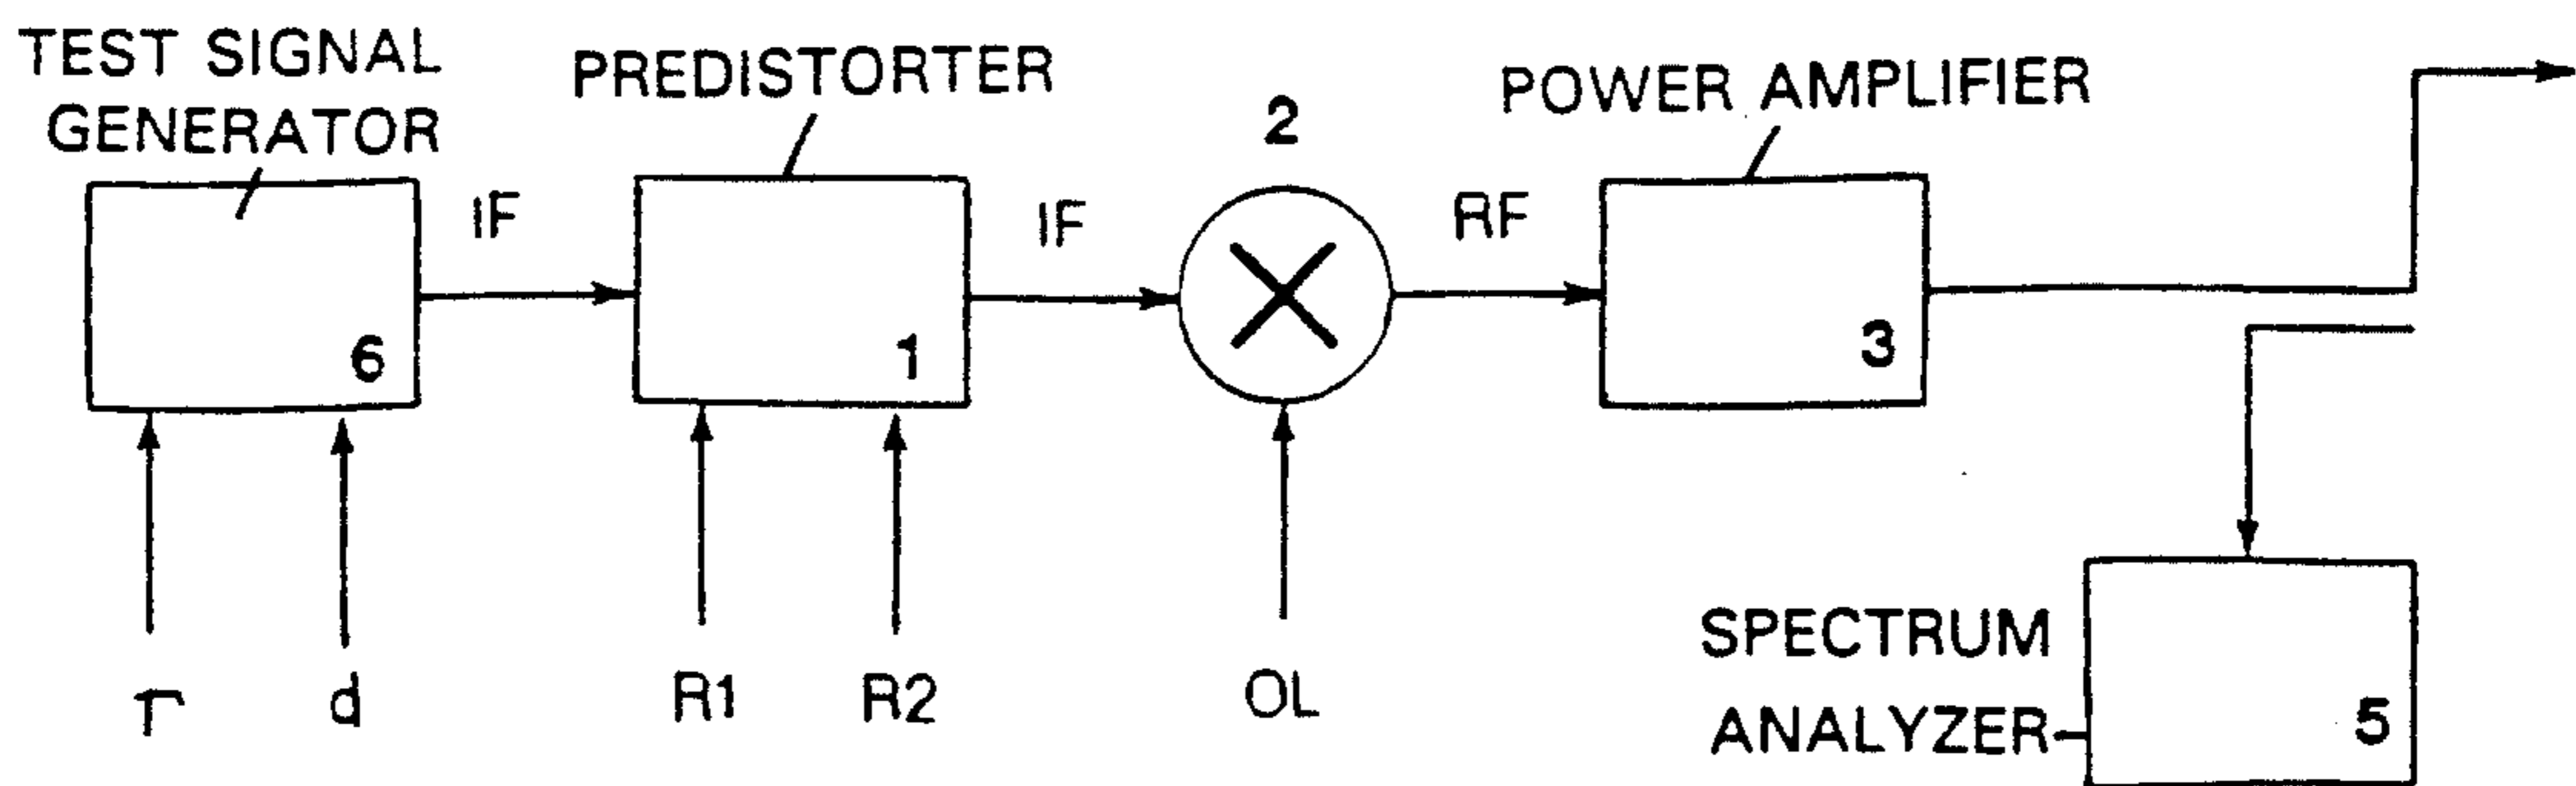 TEST SIGNAL
GENERATOR
6
IF
PREDISTORTER
1
IF
2
RF
POWER AMPLIFIER
3
d
R1
R2
OL
SPECTRUM
ANALYZER
5